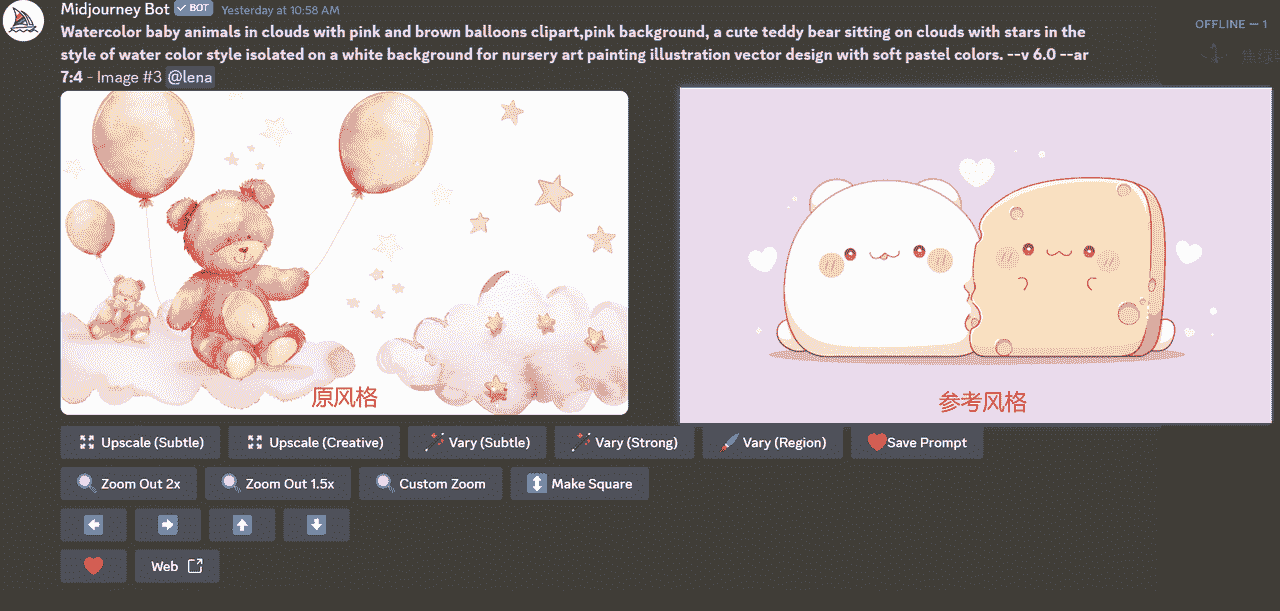 Midjourney Bot ✓ BOT Yesterday at 10:58 AM
OFFLINE — 1
Watercolor baby animals in clouds with pink and brown balloons clipart,pink background, a cute teddy bear sitting on clouds with stars in the
style of water color style isolated on a white background for nursery art painting illustration vector design with soft pastel colors. --v 6.0 --ar
7:4 - Image #3 @lena
原风格
参考风格
Upscale (Subtle) Upscale (Creative) Vary (Subtle) Vary (Strong) Vary (Region) Save Prompt
Zoom Out 2x Zoom Out 1.5x Custom Zoom Make Square
Web